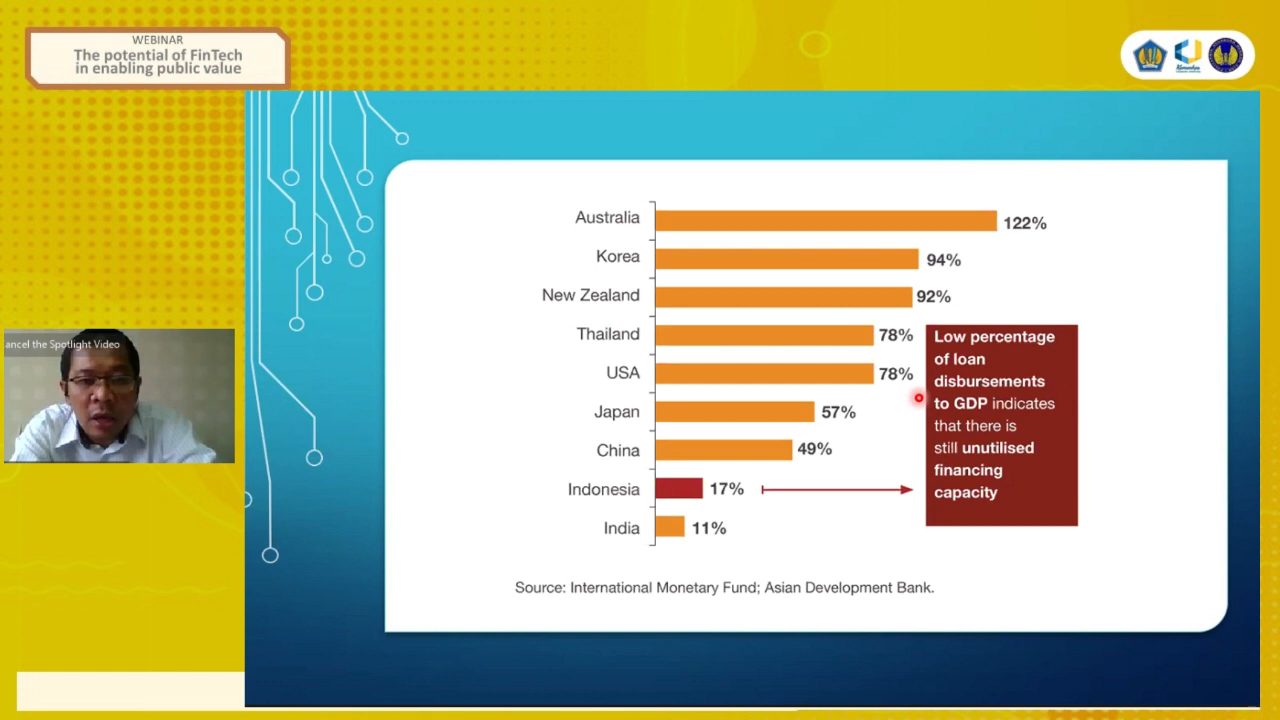 WEBINAR
The potential of FinTech
in enabling public value
ancel the Spotlight Video
Australia
122%
Korea
94%
New Zealand
92%
Thailand
78%
USA
78%
Japan
57%
China
49%
Indonesia
17%
India
11%
Low percentage
of loan
disbursements
to GDP indicates
that there is
still unutilised
financing
capacity
Source: International Monetary Fund; Asian Development Bank.